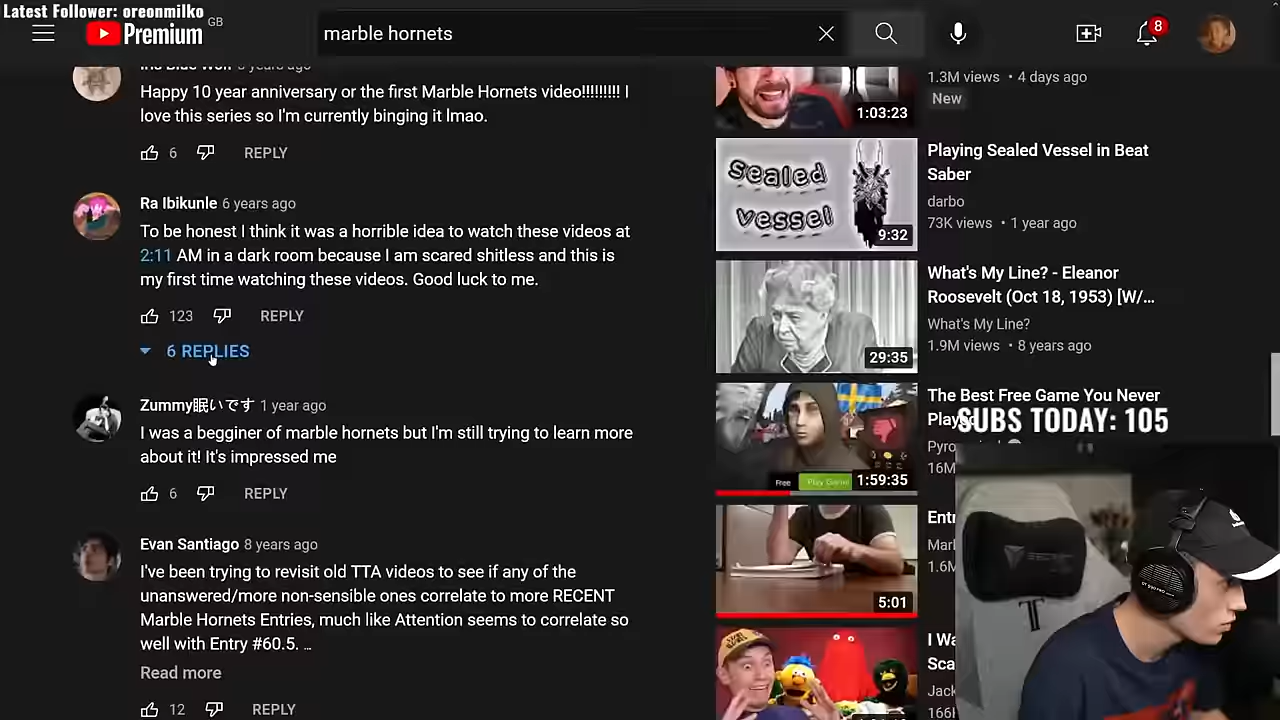 Latest Follower: oreonmilko
Premium
GB
marble hornets
8
Happy 10 year anniversary or the first Marble Hornets video!!!!!!!!! I
love this series so I'm currently binging it lmao.
6
REPLY
Ra Ibikunle 6 years ago
To be honest I think it was a horrible idea to watch these videos at
2:11 AM in a dark room because I am scared shitless and this is
my first time watching these videos. Good luck to me.
123
REPLY
6 REPLIES
Zummy眠いです 1 year ago
I was a begginer of marble hornets but I'm still trying to learn more
about it! It's impressed me
6
REPLY
Evan Santiago 8 years ago
I've been trying to revisit old TTA videos to see if any of the
unanswered/more non-sensible ones correlate to more RECENT
Marble Hornets Entries, much like Attention seems to correlate so
well with Entry #60.5. …
Read more
12
REPLY
1:03:23
1.3M views • 4 days ago
New
sealed
vessel
9:32
Playing Sealed Vessel in Beat
Saber
darbo
73K views • 1 year ago
29:35
What's My Line? - Eleanor
Roosevelt (Oct 18, 1953) [W/…
What's My Line?
1.9M views • 8 years ago
Free
Play Game
1:59:35
The Best Free Game You Never
SUBS TODAY: 105
5:01